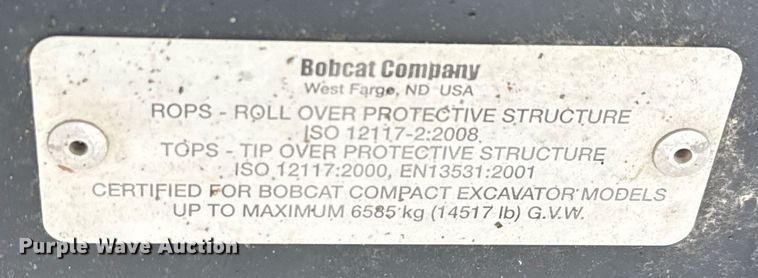 Bobcat Company
West Fargo, ND USA
ROPS - ROLL OVER PROTECTIVE STRUCTURE
ISO 12117-2:2008
TOPS - TIP OVER PROTECTIVE STRUCTURE
ISO 12117:2000, EN13531:2001
CERTIFIED FOR BOBCAT COMPACT EXCAVATOR MODELS
UP TO MAXIMUM 6585 kg (14517 lb) G.V.W.
Purple Wave Auction